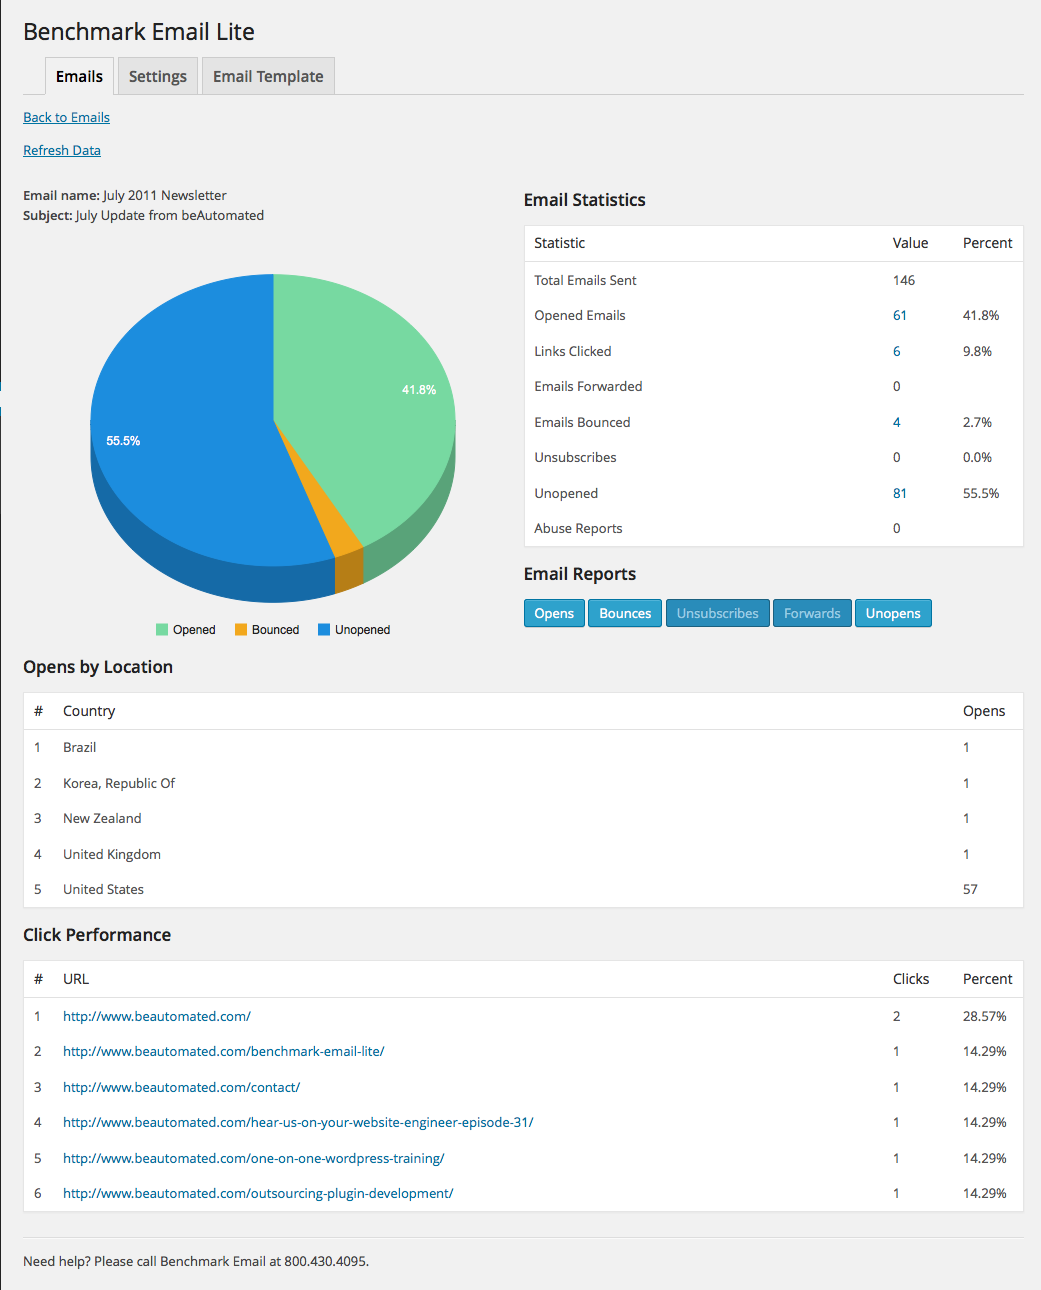 Benchmark Email Lite
Emails Settings Email Template
Back to Emails
Refresh Data
Email name: July 2011 Newsletter
Subject: July Update from beAutomated
41.8%
55.5%
Opened Bounced Unopened
Email Statistics
Statistic Value Percent
Total Emails Sent 146
Opened Emails 61 41.8%
Links Clicked 6 9.8%
Emails Forwarded 0
Emails Bounced 4 2.7%
Unsubscribes 0 0.0%
Unopened 81 55.5%
Abuse Reports 0
Email Reports
Opens Bounces Unsubscribes Forwards Unopens
Opens by Location
# Country Opens
1 Brazil 1
2 Korea, Republic Of 1
3 New Zealand 1
4 United Kingdom 1
5 United States 57
Click Performance
# URL Clicks Percent
1 http://www.beautomated.com/ 2 28.57%
2 http://www.beautomated.com/benchmark-email-lite/ 1 14.29%
3 http://www.beautomated.com/contact/ 1 14.29%
4 http://www.beautomated.com/hear-us-on-your-website-engineer-episode-31/ 1 14.29%
5 http://www.beautomated.com/one-on-one-wordpress-training/ 1 14.29%
6 http://www.beautomated.com/outsourcing-plugin-development/ 1 14.29%
Need help? Please call Benchmark Email at 800.430.4095.